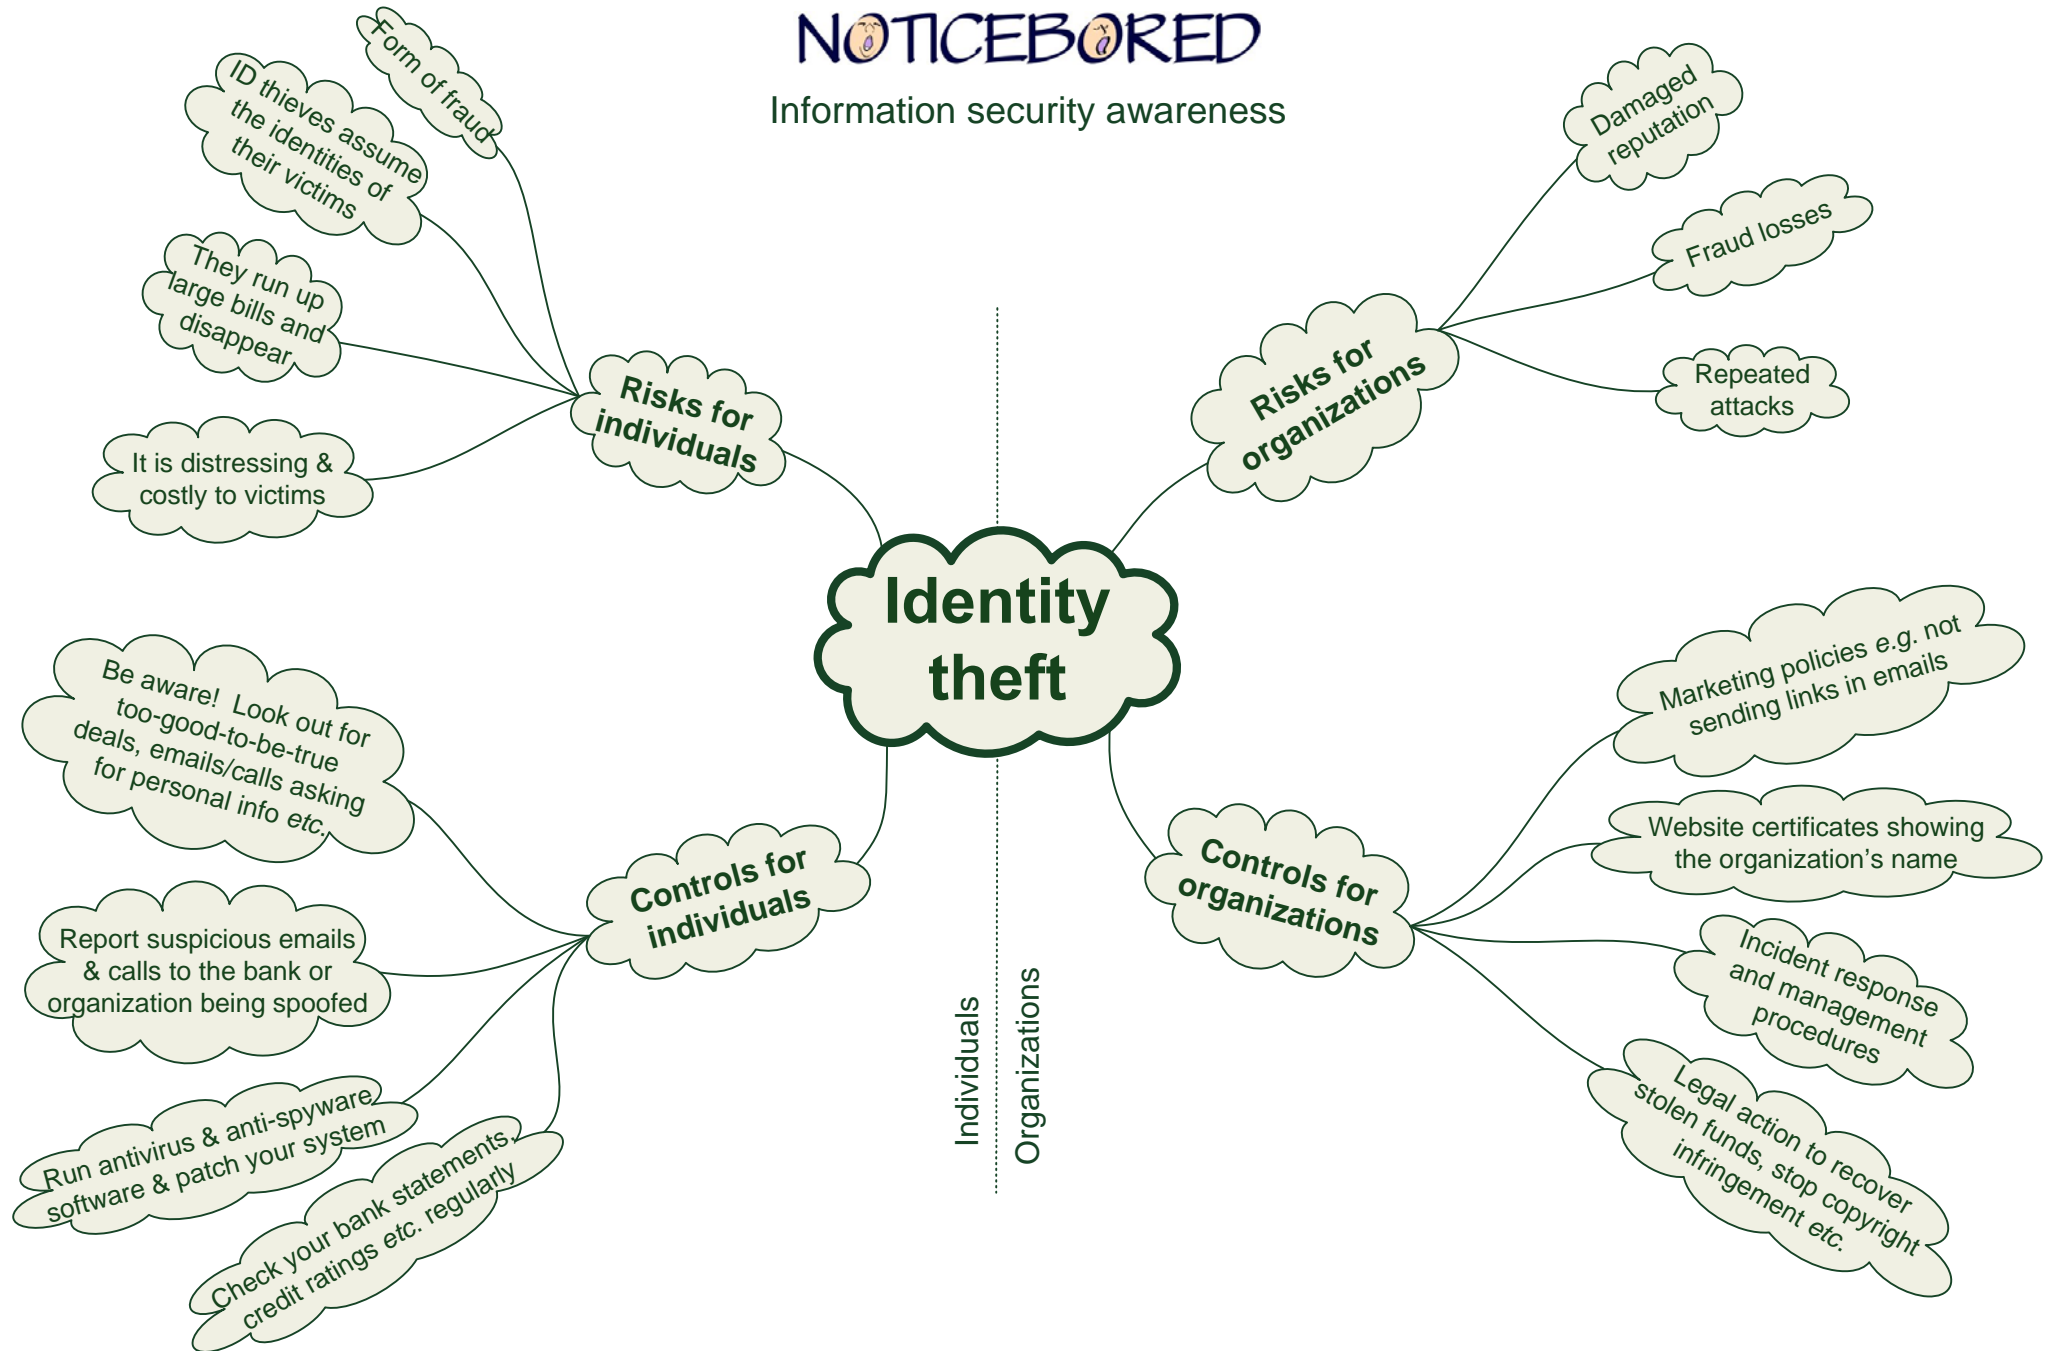 NOTICEBORED
Information security awareness
Form of fraud
ID thieves assume
the identities of
their victims
They run up
large bills and
disappear
It is distressing &
costly to victims
Risks for
individuals
Damaged
reputation
Fraud losses
Repeated
attacks
Risks for
organizations
Identity
theft
Be aware!  Look out for
too-good-to-be-true
deals, emails/calls asking
for personal info etc.
Report suspicious emails
& calls to the bank or
organization being spoofed
Run antivirus & anti-spyware
software & patch your system
Check your bank statements,
credit ratings etc. regularly
Controls for
individuals
Individuals
Organizations
Controls for
organizations
Marketing policies e.g. not
sending links in emails
Website certificates showing
the organization’s name
Incident response
and management
procedures
Legal action to recover
stolen funds, stop copyright
infringement etc.